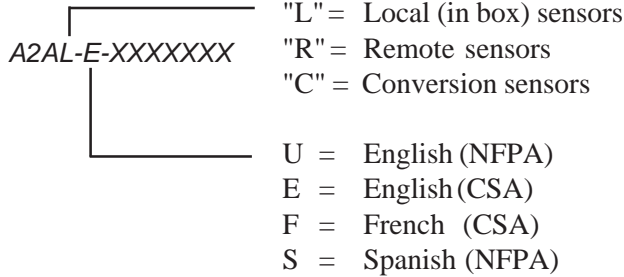 "L" = Local (in box) sensors
A2AL-E-XXXXXXX "R" = Remote sensors
"C" = Conversion sensors
U = English (NFPA)
E = English (CSA)
F = French (CSA)
S = Spanish (NFPA)